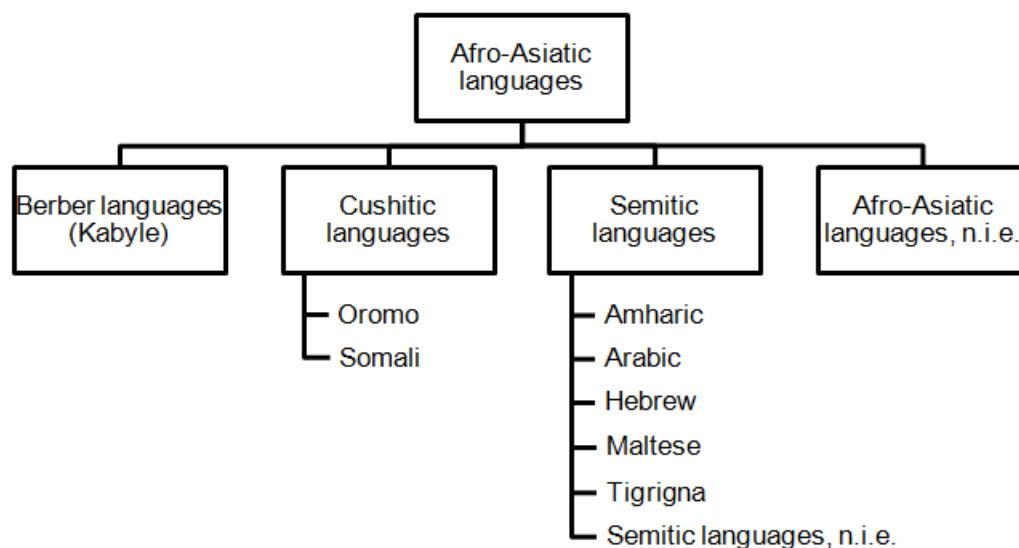 Afro-Asiatic
languages
Berber languages
(Kabyle)
Cushitic
languages
Semitic
languages
Afro-Asiatic
languages, n.i.e.
Oromo
Somali
Amharic
Arabic
Hebrew
Maltese
Tigrigna
Semitic languages, n.i.e.